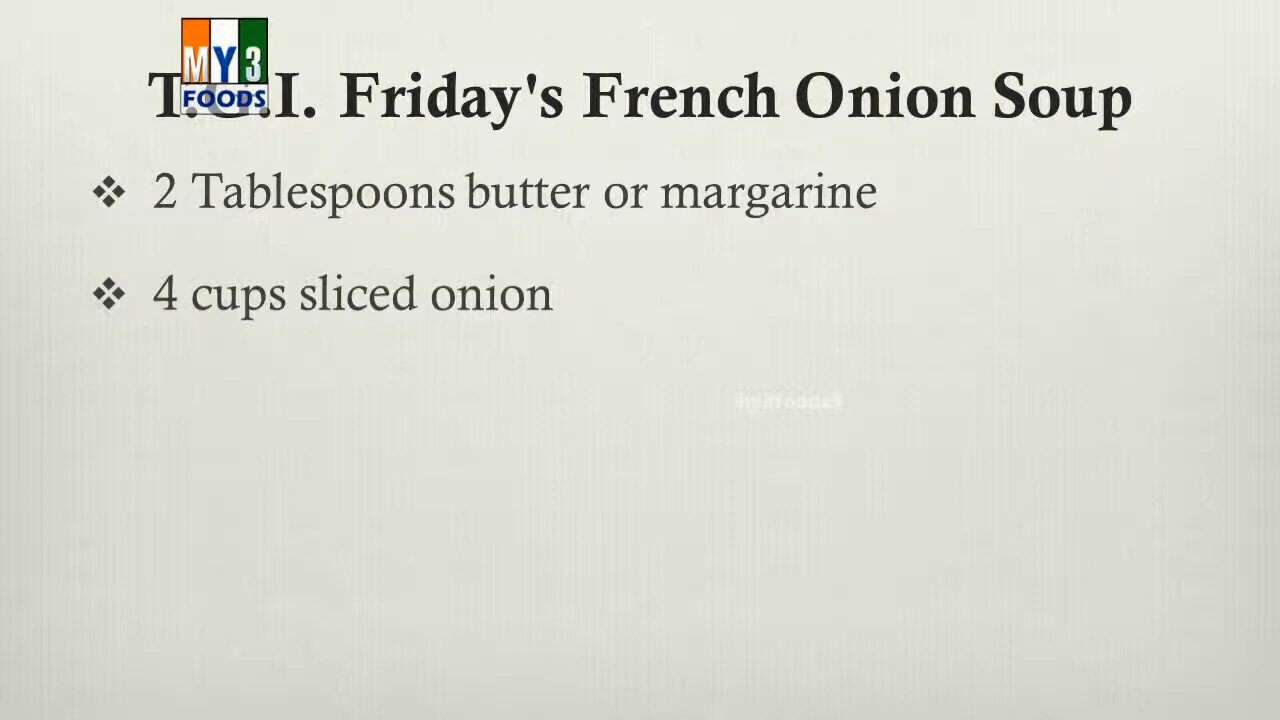 MY3
FOODS
T.G.I. Friday's French Onion Soup
❖ 2 Tablespoons butter or margarine
❖ 4 cups sliced onion